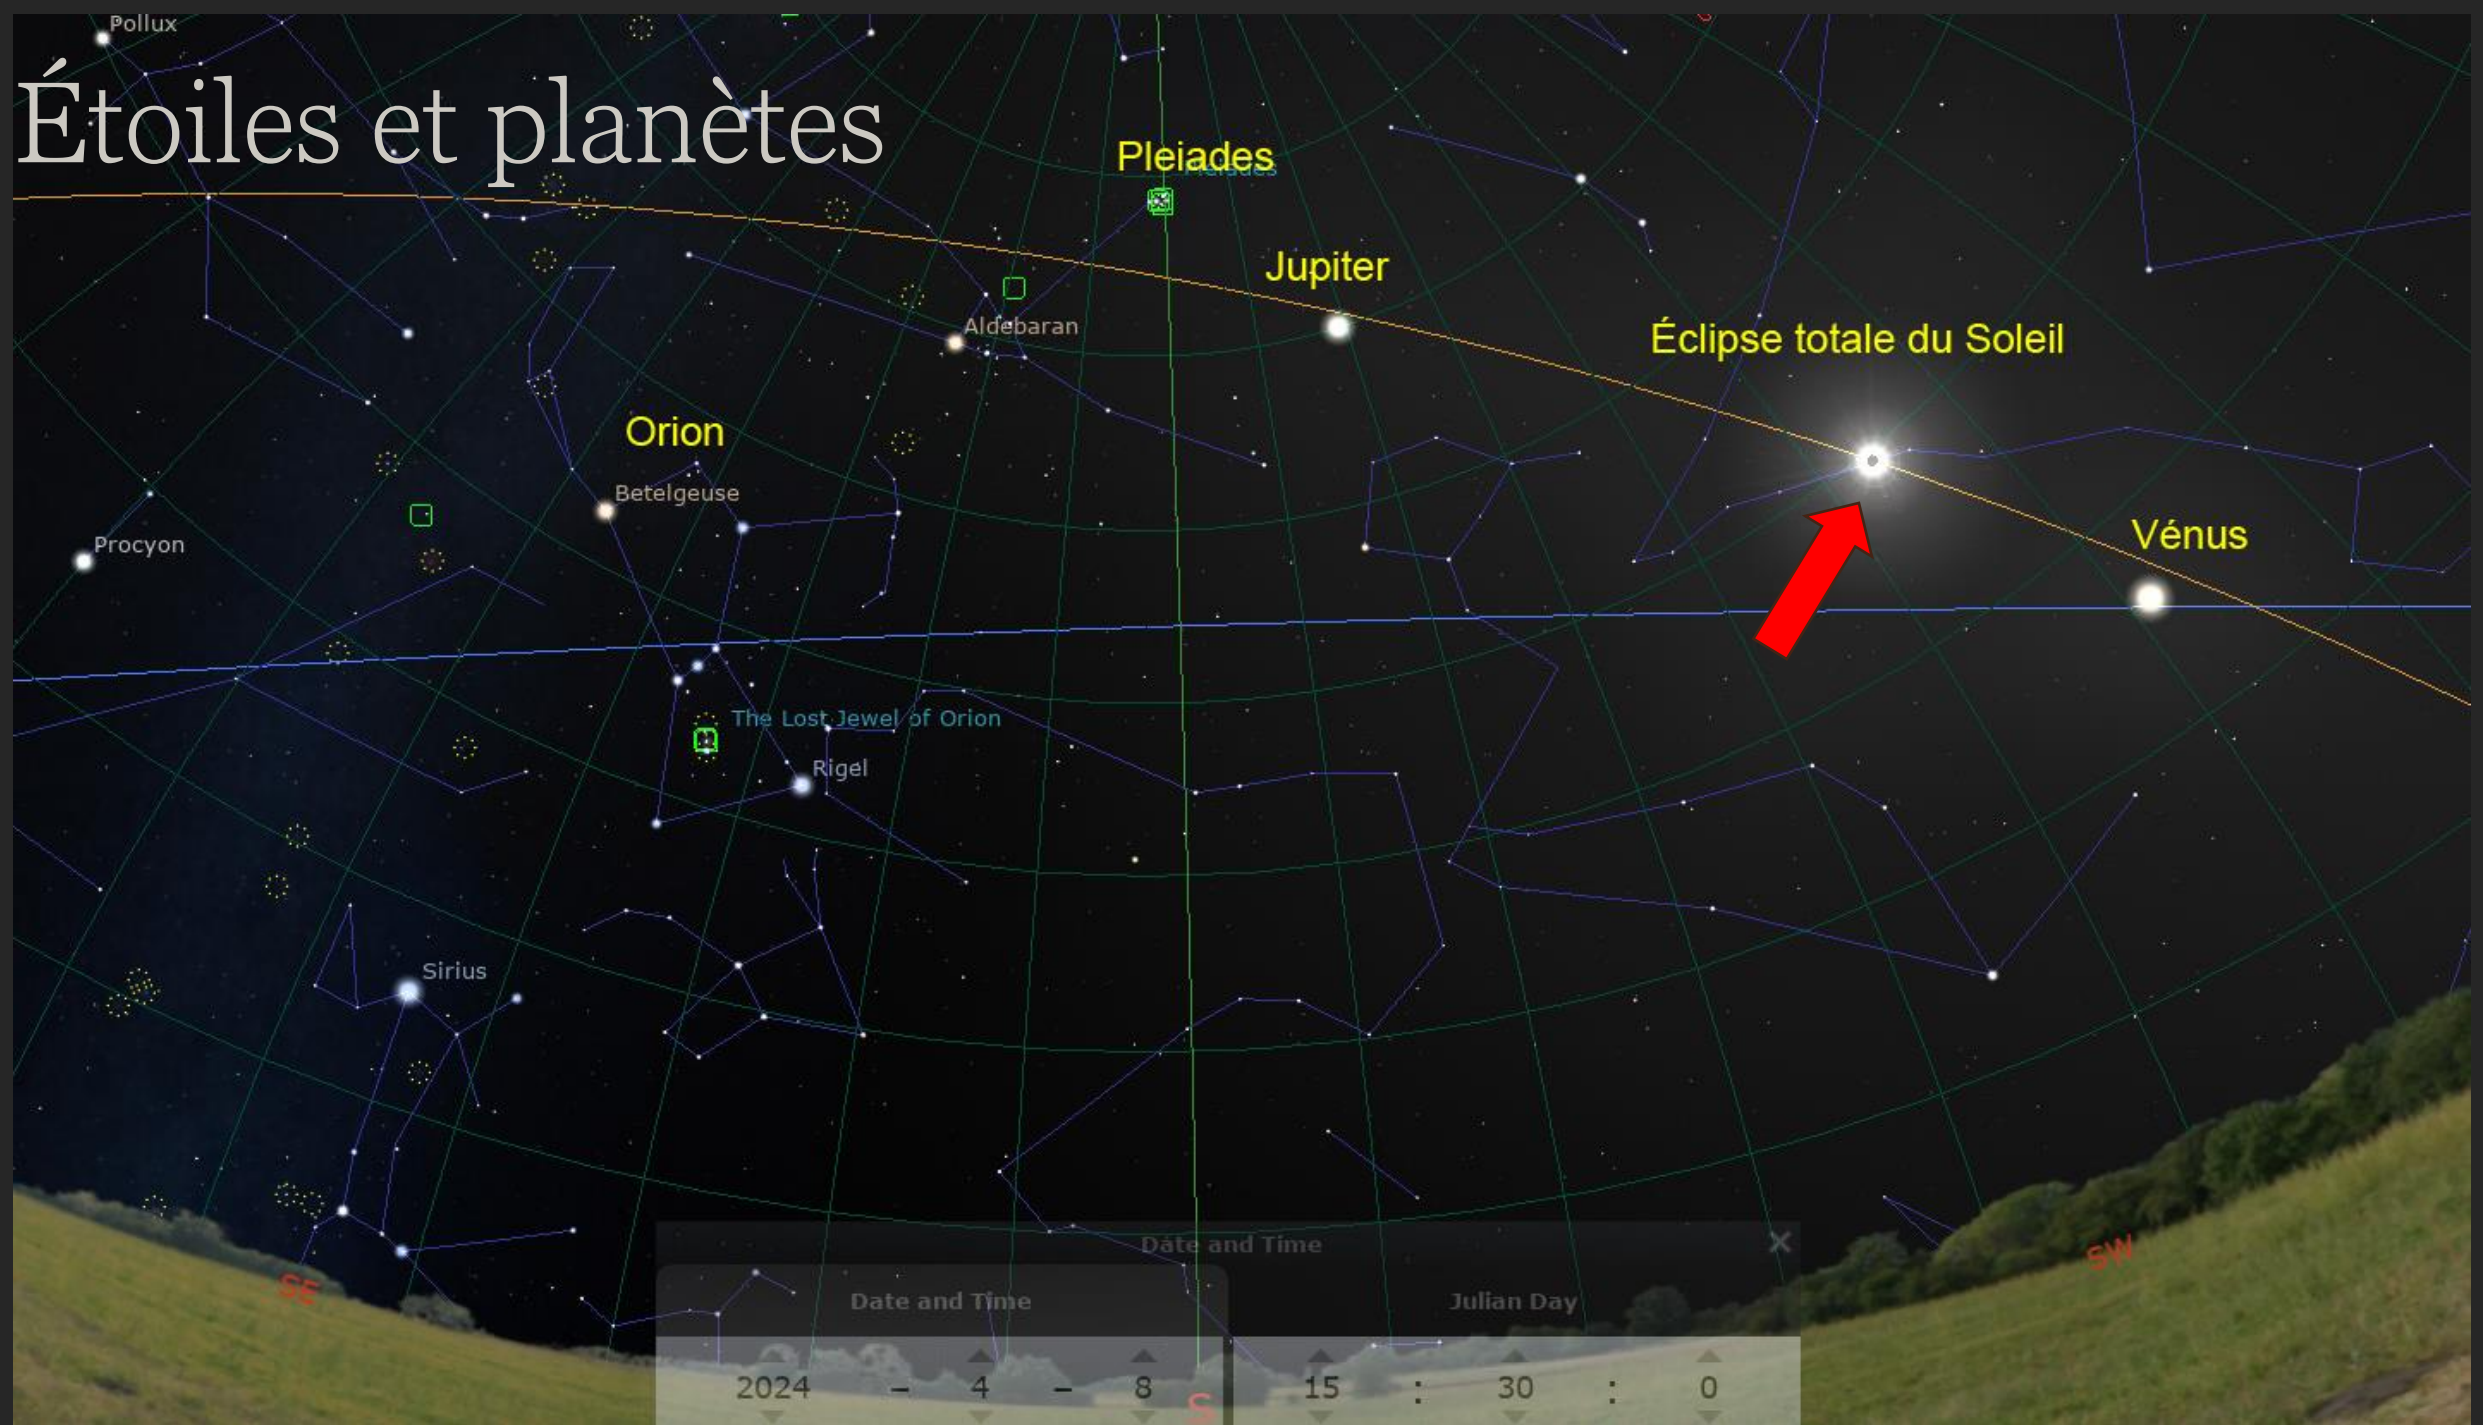 Pollux
Étoiles et planètes
Pleiades
Pleiades
Jupiter
Aldebaran
Éclipse totale du Soleil
Orion
Betelgeuse
Procyon
Vénus
The Lost Jewel of Orion
Rigel
Sirius
Date and Time
SE
SW
Date and Time
Julian Day
2024 – 4 – 8 15 : 30 : 0
S